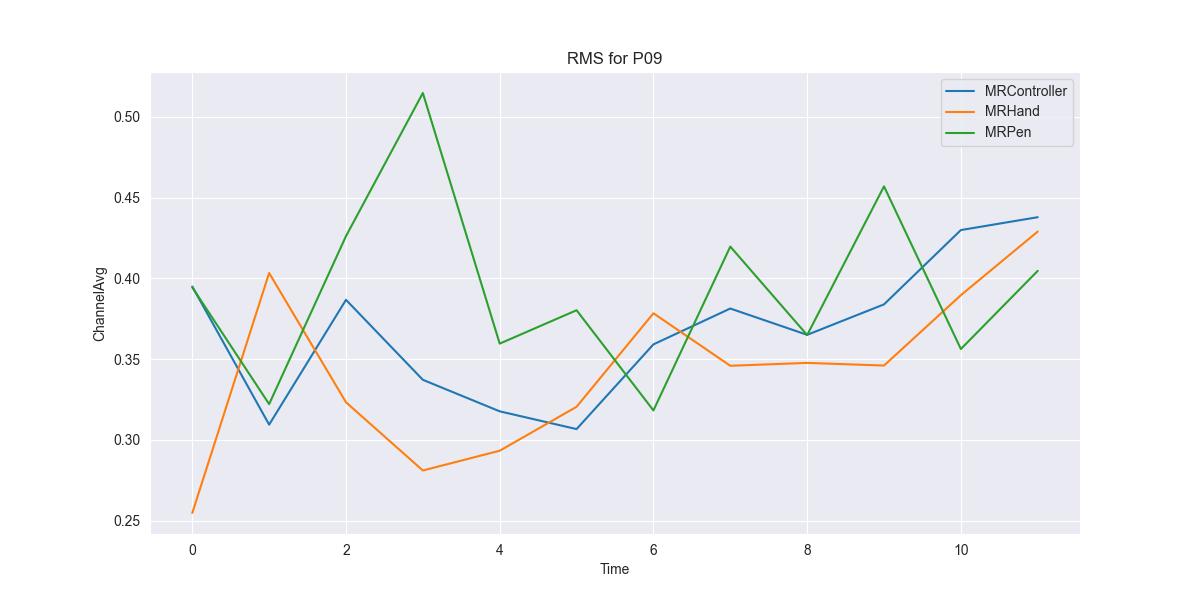 RMS for P09
MRController
MRHand
MRPen
0.50
0.45
0.40
0.35
0.30
0.25
ChannelAvg
0 2 4 6 8 10
Time